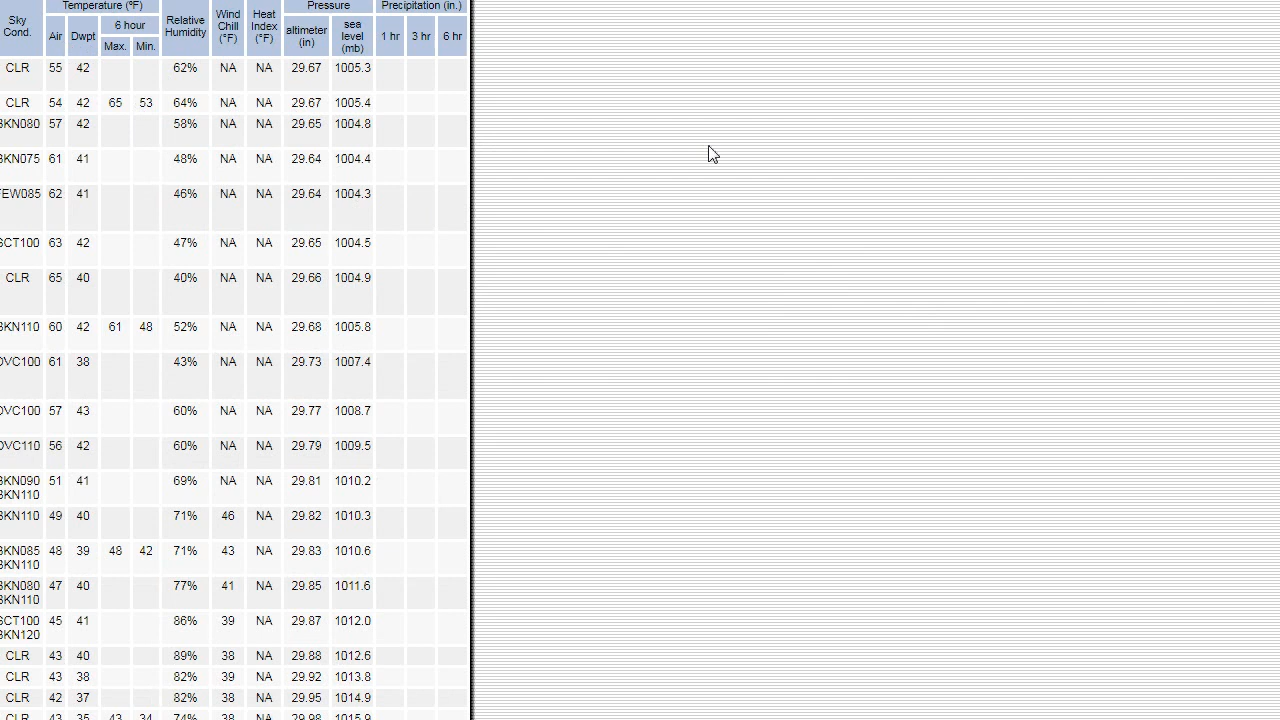 Temperature (ºF) Pressure Precipitation (in.)
Sky Relative Wind Heat
Humidity Chill (°F) (°F)
6 hour altimeter (in) sea level (mb) 1 hr 3 hr 6 hr
Air Dwpt Max. Min.
CLR 55 42 62% NA NA 29.67 1005.3
CLR 54 42 65 53 64% NA NA 29.67 1005.4
57 42 NA NA 29.65 1004.8
BKN075 61 41 48% NA NA 29.64 1004.4
62 41 46% NA NA 29.64 1004.3
63 42 47% NA NA 29.65 1004.5
CLR 65 40 40% NA NA 29.66 1004.9
60 42 61 48 52% NA NA 29.68 1005.8
OVC100 61 38 43% NA NA 29.73 1007.4
OVC100 57 43 60% NA NA 29.77 1008.7
OVC110 56 42 60% NA NA 29.79 1009.5
51 41 69% NA NA 29.81 1010.2
BKN110 49 40 71% 46 NA 29.82 1010.3
BKN085 48 39 48 42 71% 43 NA 29.83 1010.6
BKN110
BKN080 47 40 77% 41 NA 29.85 1011.6
BKN110
45 41 86% 39 NA 29.87 1012.0
BKN120
CLR 43 40 89% 38 NA 29.88 1012.6
CLR 43 38 82% 39 NA 29.92 1013.8
CLR 42 37 82% 38 NA 29.95 1014.9